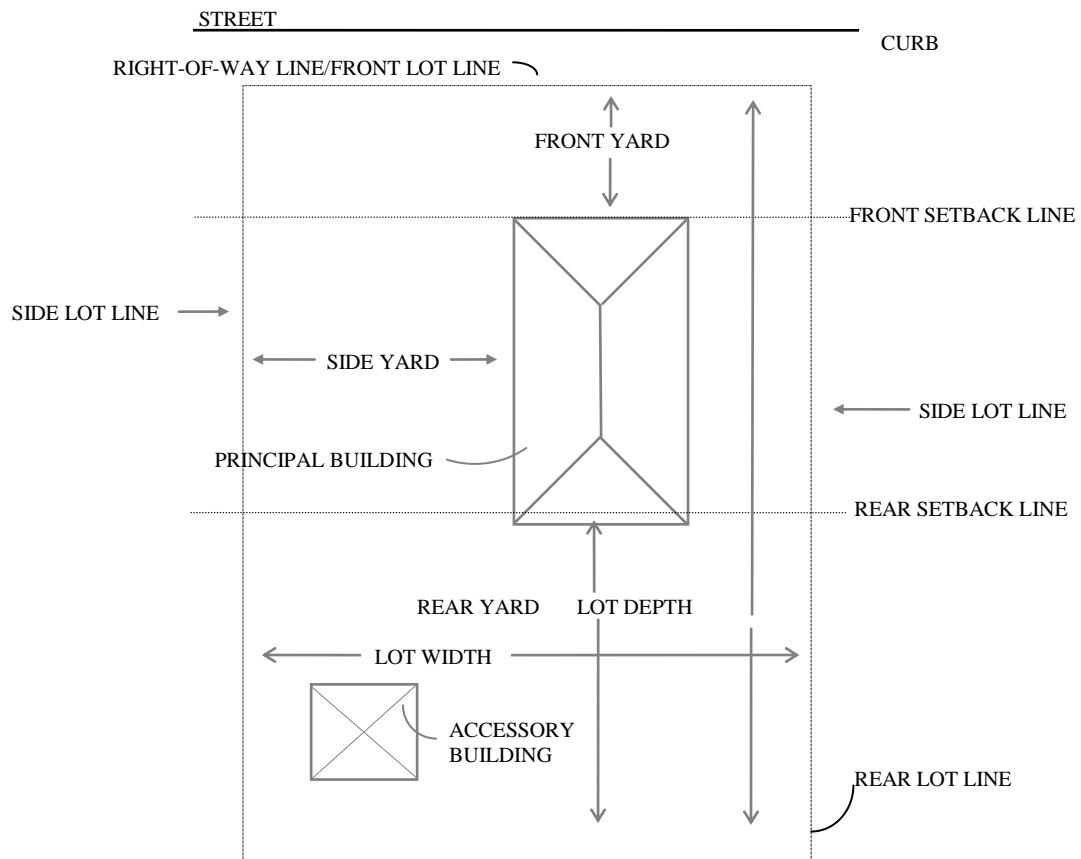 STREET
CURB
RIGHT-OF-WAY LINE/FRONT LOT LINE
FRONT YARD
FRONT SETBACK LINE
SIDE LOT LINE
SIDE YARD
SIDE LOT LINE
PRINCIPAL BUILDING
REAR SETBACK LINE
REAR YARD
LOT DEPTH
LOT WIDTH
ACCESSORY
BUILDING
REAR LOT LINE